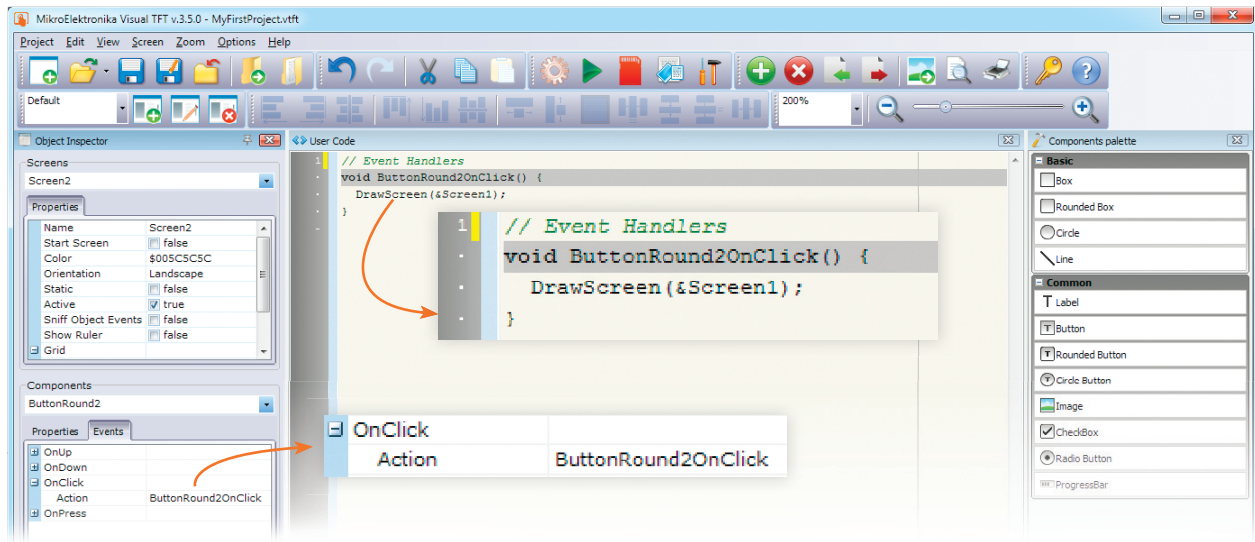 MikroElektronika Visual TFT v.3.5.0 - MyFirstProject.vtft
Project Edit View Screen Zoom Options Help
Default
200%
Object Inspector
Screens
Screen2
Properties
Name Screen2
Start Screen false
Color $005C5C5C
Orientation Landscape
Static false
Active true
Sniff Object Events false
Show Ruler false
Grid
Components
ButtonRound2
Properties Events
OnUp
OnDown
OnClick
Action ButtonRound2OnClick
OnPress
User Code
1 // Event Handlers
void ButtonRound2OnClick() {
DrawScreen(&Screen1);
}
1 // Event Handlers
void ButtonRound2OnClick() {
DrawScreen(&Screen1);
}
OnClick
Action ButtonRound2OnClick
Components palette
Basic
Box
Rounded Box
Circle
Line
Common
T Label
T Button
T Rounded Button
T Circle Button
Image
CheckBox
Radio Button
ProgressBar